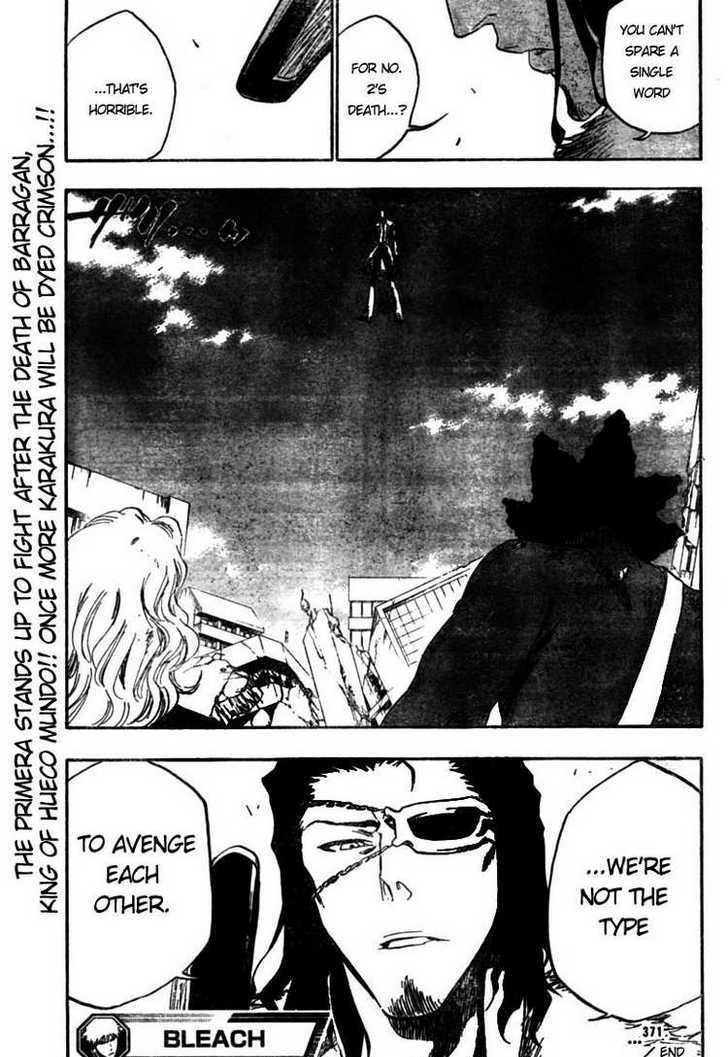 YOU CAN'T
SPARE A
SINGLE
WORD
FOR NO.
2'S
DEATH...?
...THAT'S
HORRIBLE.
THE PRIMERA STANDS UP TO FIGHT AFTER THE DEATH OF BARRAGAN,
KING OF HUECO MUNDO!! ONCE MORE KARAKURA WILL BE DYED CRIMSON...!!
...WE'RE
NOT THE
TYPE
TO AVENGE
EACH
OTHER.
BLEACH
371.
...
END